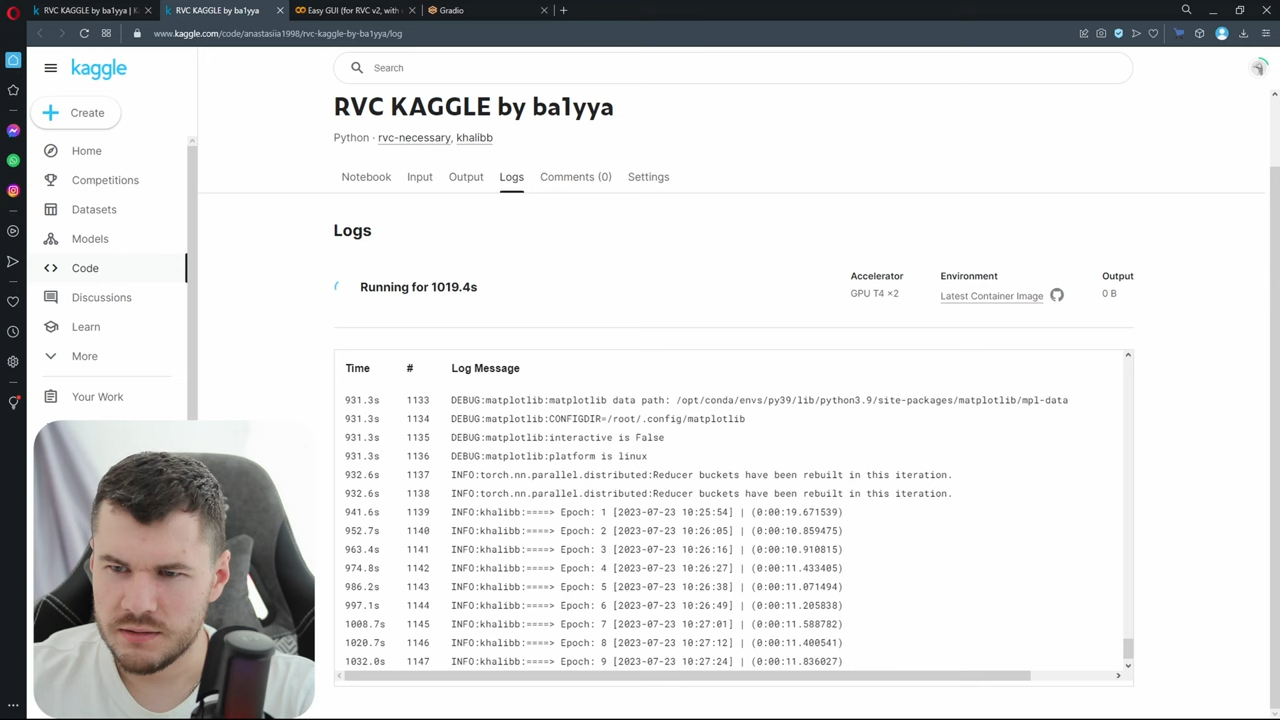 RVC KAGGLE by ba1yya | K
RVC KAGGLE by ba1yya
Easy GUI (for RVC v2, with c
Gradio
www.kaggle.com/code/anastasiia1998/rvc-kaggle-by-ba1yya/log
kaggle
Search
Create
Home
Competitions
Datasets
Models
Code
Discussions
Learn
More
Your Work
RVC KAGGLE by ba1yya
Python · rvc-necessary, khalibb
Notebook Input Output Logs Comments (0) Settings
Logs
Running for 1019.4s
Accelerator Environment Output
GPU T4 ×2 Latest Container Image 0 B
Time # Log Message
931.3s 1133 DEBUG:matplotlib:matplotlib data path: /opt/conda/envs/py39/lib/python3.9/site-packages/matplotlib/mpl-data
931.3s 1134 DEBUG:matplotlib:CONFIGDIR=/root/.config/matplotlib
931.3s 1135 DEBUG:matplotlib:interactive is False
931.3s 1136 DEBUG:matplotlib:platform is linux
932.6s 1137 INFO:torch.nn.parallel.distributed:Reducer buckets have been rebuilt in this iteration.
932.6s 1138 INFO:torch.nn.parallel.distributed:Reducer buckets have been rebuilt in this iteration.
941.6s 1139 INFO:khalibb:====> Epoch: 1 [2023-07-23 10:25:54] | (0:00:19.671539)
952.7s 1140 INFO:khalibb:====> Epoch: 2 [2023-07-23 10:26:05] | (0:00:10.859475)
963.4s 1141 INFO:khalibb:====> Epoch: 3 [2023-07-23 10:26:16] | (0:00:10.910815)
974.8s 1142 INFO:khalibb:====> Epoch: 4 [2023-07-23 10:26:27] | (0:00:11.433405)
986.2s 1143 INFO:khalibb:====> Epoch: 5 [2023-07-23 10:26:38] | (0:00:11.071494)
997.1s 1144 INFO:khalibb:====> Epoch: 6 [2023-07-23 10:26:49] | (0:00:11.205838)
1008.7s 1145 INFO:khalibb:====> Epoch: 7 [2023-07-23 10:27:01] | (0:00:11.588782)
1020.7s 1146 INFO:khalibb:====> Epoch: 8 [2023-07-23 10:27:12] | (0:00:11.400541)
1032.0s 1147 INFO:khalibb:====> Epoch: 9 [2023-07-23 10:27:24] | (0:00:11.836027)